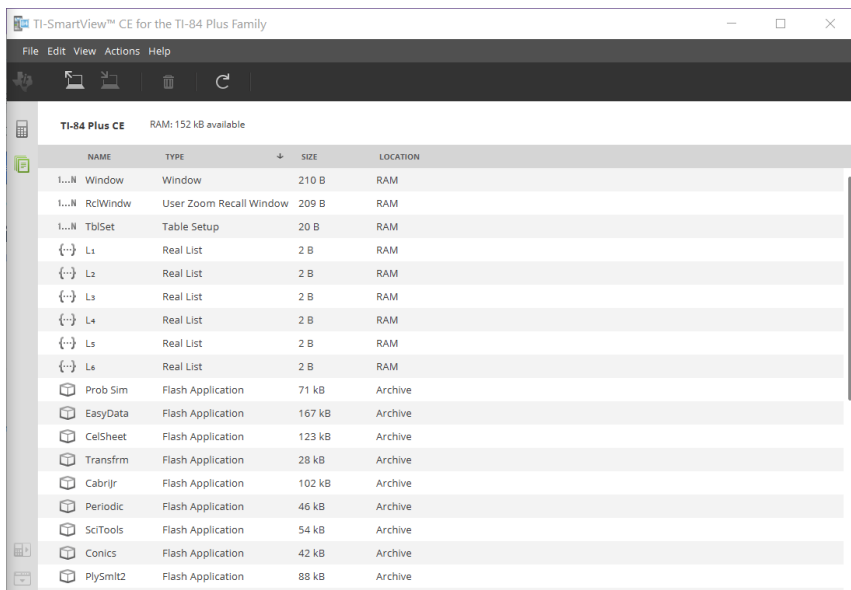 TI-SmartView™ CE for the TI-84 Plus Family
File Edit View Actions Help
TI-84 Plus CE RAM: 152 kB available
NAME TYPE SIZE LOCATION
1...N Window Window 210 B RAM
1...N RclWindw User Zoom Recall Window 209 B RAM
1...N TblSet Table Setup 20 B RAM
{...} L₁ Real List 2 B RAM
{...} L₂ Real List 2 B RAM
{...} L₃ Real List 2 B RAM
{...} L₄ Real List 2 B RAM
{...} L₅ Real List 2 B RAM
{...} L₆ Real List 2 B RAM
Prob Sim Flash Application 71 kB Archive
EasyData Flash Application 167 kB Archive
CelSheet Flash Application 123 kB Archive
Transfrm Flash Application 28 kB Archive
CabriJr Flash Application 102 kB Archive
Periodic Flash Application 46 kB Archive
SciTools Flash Application 54 kB Archive
Conics Flash Application 42 kB Archive
PlySmlt2 Flash Application 88 kB Archive